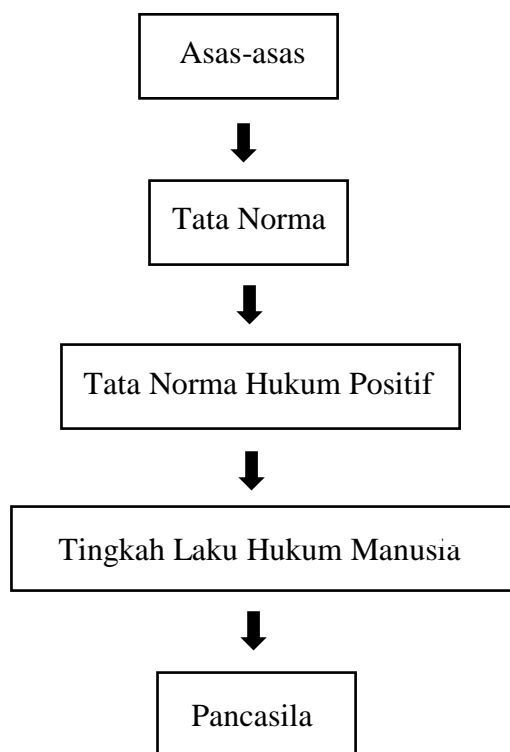 Asas-asas
Tata Norma
Tata Norma Hukum Positif
Tingkah Laku Hukum Manusia
Pancasila